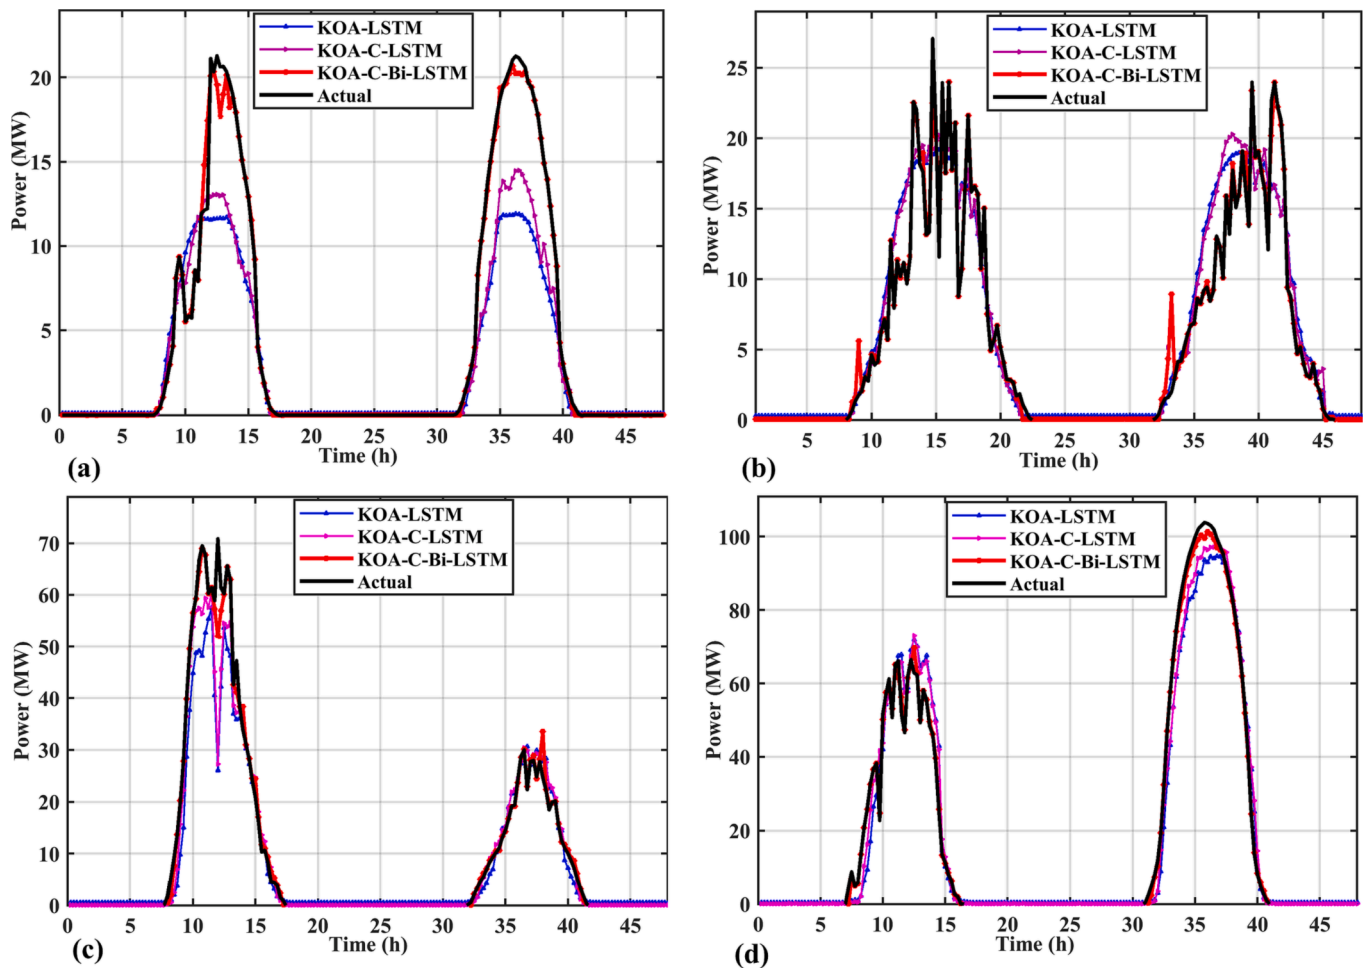 KOA-LSTM
KOA-C-LSTM
KOA-C-Bi-LSTM
Actual
Power (MW)
20
15
10
5
0
0 5 10 15 20 25 30 35 40 45
Time (h)
(a)
KOA-LSTM
KOA-C-LSTM
KOA-C-Bi-LSTM
Actual
Power (MW)
25
20
15
10
5
0
5 10 15 20 25 30 35 40 45
Time (h)
(b)
KOA-LSTM
KOA-C-LSTM
KOA-C-Bi-LSTM
Actual
Power (MW)
70
60
50
40
30
20
10
0
0 5 10 15 20 25 30 35 40 45
Time (h)
(c)
KOA-LSTM
KOA-C-LSTM
KOA-C-Bi-LSTM
Actual
Power (MW)
100
80
60
40
20
0
0 5 10 15 20 25 30 35 40 45
Time (h)
(d)